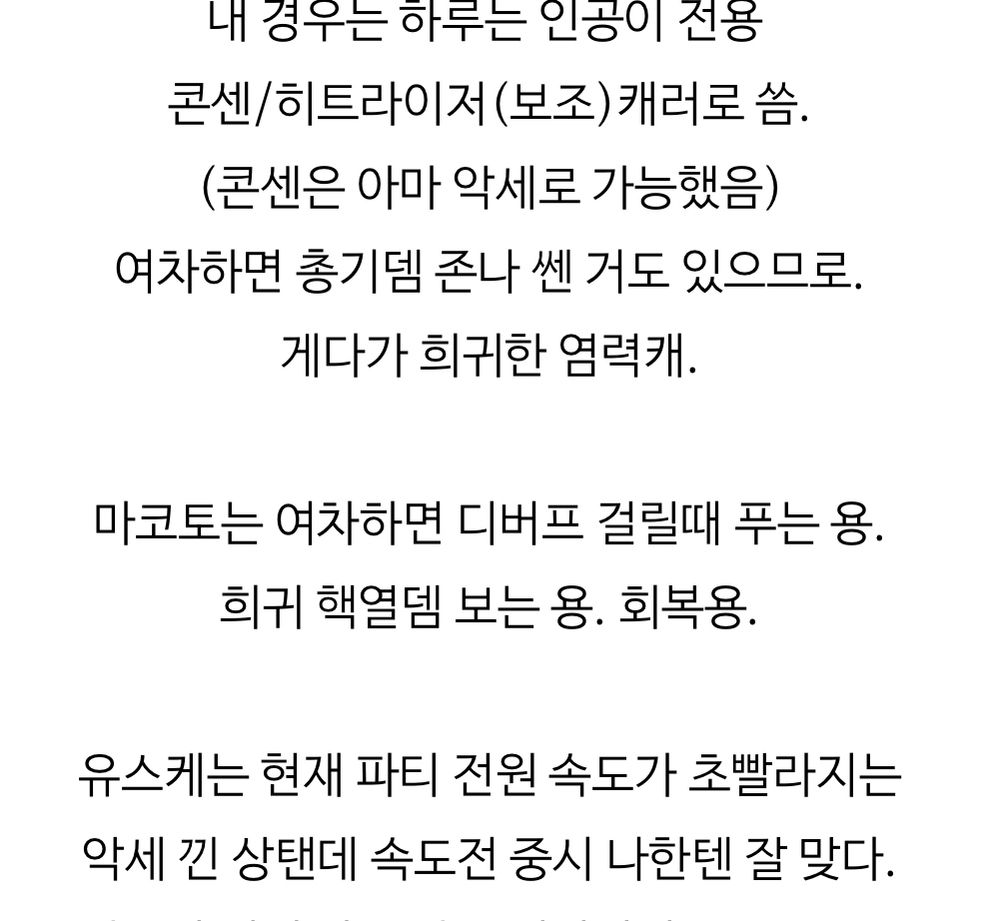 내 경우는 하루는 인공이 전용
콘센/히트라이저(보조)캐러로 씀.
(콘센은 아마 악세로 가능했음)
여차하면 총기뎀 존나 쎈 거도 있으므로.
게다가 희귀한 염력캐.
마코토는 여차하면 디버프 걸릴때 푸는 용.
희귀 핵열뎀 보는 용. 회복용.
유스케는 현재 파티 전원 속도가 초빨라지는
악세 낀 상탠데 속도전 중시 나한텐 잘 맞다.